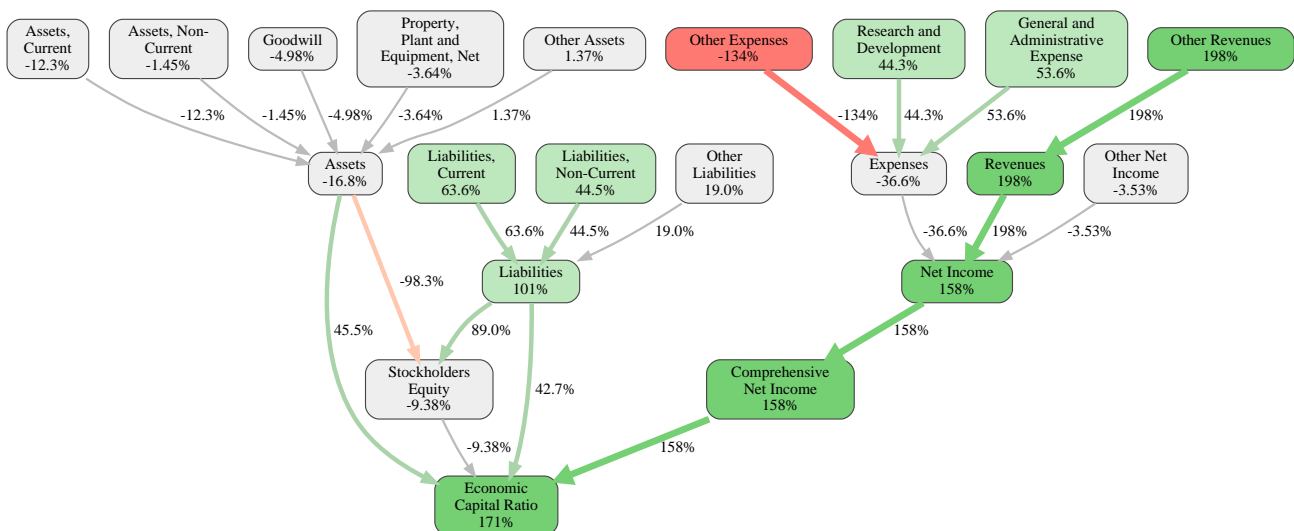 Assets,
Current
-12.3%
Assets, Non-
Current
-1.45%
Goodwill
-4.98%
Property,
Plant and
Equipment, Net
-3.64%
Other Assets
1.37%
Other Expenses
-134%
Research and
Development
44.3%
General and
Administrative
Expense
53.6%
Other Revenues
198%
-12.3%
-1.45%
-4.98%
-3.64%
1.37%
-134%
44.3%
53.6%
198%
Assets
-16.8%
Liabilities,
Current
63.6%
Liabilities,
Non-Current
44.5%
Other
Liabilities
19.0%
Expenses
-36.6%
Revenues
198%
Other Net
Income
-3.53%
63.6%
44.5%
19.0%
-36.6%
198%
-3.53%
-98.3%
Liabilities
101%
Net Income
158%
45.5%
89.0%
158%
Stockholders
Equity
-9.38%
42.7%
Comprehensive
Net Income
158%
-9.38%
158%
Economic
Capital Ratio
171%